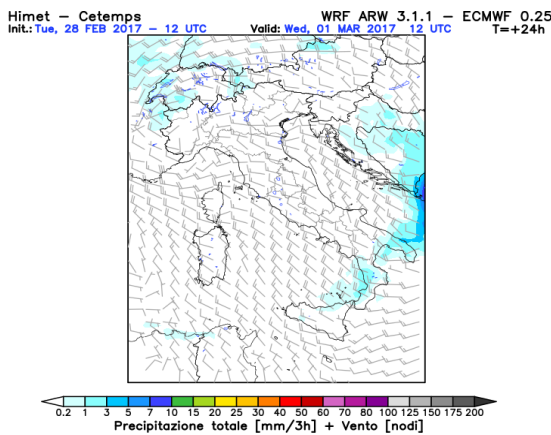 Himet – Cetemps WRF ARW 3.1.1 – ECMWF 0.25
Init.: Tue, 28 FEB 2017 – 12 UTC Valid: Wed, 01 MAR 2017 12 UTC T=+24h
0.2 1 3 5 7 10 15 20 25 30 40 50 60 70 80 100 125 150 175 200
Precipitazione totale [mm/3h] + Vento [nodi]